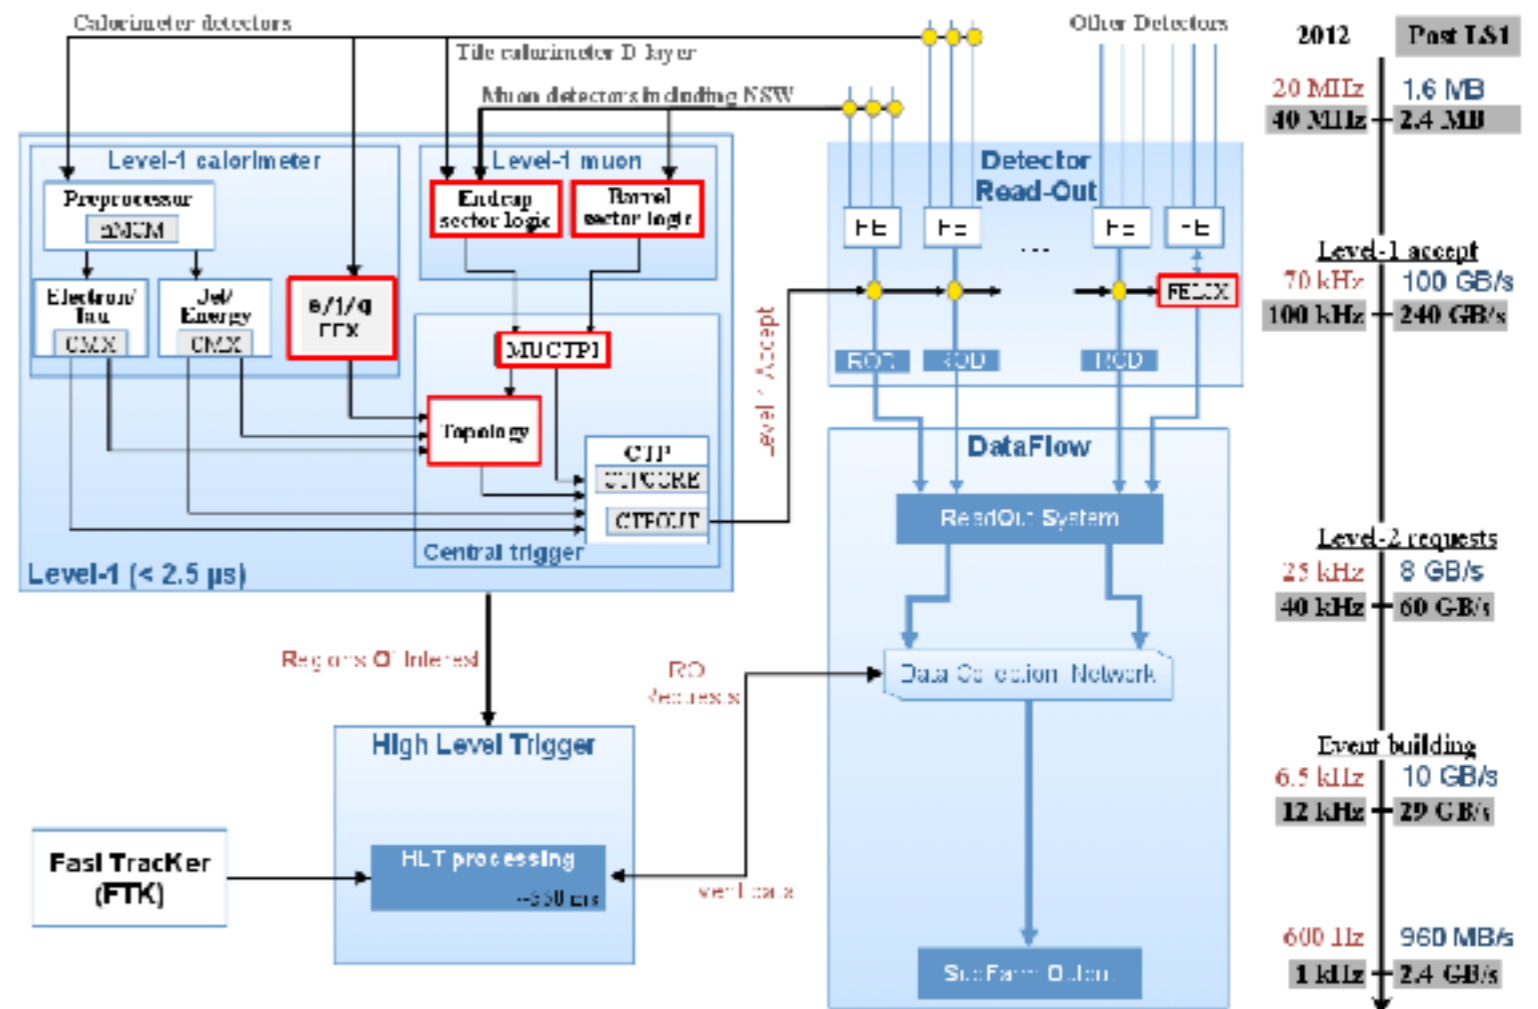 Calorimeter detectors
Tile calorimeter D layer
Muon detectors including NSW
Other Detectors
2012
Post LS1
20 MHz
1.6 MB
40 MHz
2.4 MB
Level-1 calorimeter
Preprocessor
nMCM
Electron/
Tau
CMX
Jet/
Energy
CMX
e/j/g
FEX
Level-1 muon
Endcap
sector logic
Barrel
sector logic
MUCTPI
Topology
CTP
CTPCORE
CTPOUT
Central trigger
Level-1 (< 2.5 µs)
Level-1 Accept
Detector
Read-Out
FE
FE
...
FE
FE
FELIX
ROD
ROD
ROD
DataFlow
ReadOut System
Data Collection Network
SubFarm Output
Regions Of Interest
ROI
Requests
High Level Trigger
HLT processing
Event data
Fast TracKer
(FTK)
Level-1 accept
70 kHz
100 GB/s
100 kHz
240 GB/s
Level-2 requests
25 kHz
8 GB/s
40 kHz
60 GB/s
Event building
6.5 kHz
10 GB/s
12 kHz
29 GB/s
600 Hz
960 MB/s
1 kHz
2.4 GB/s